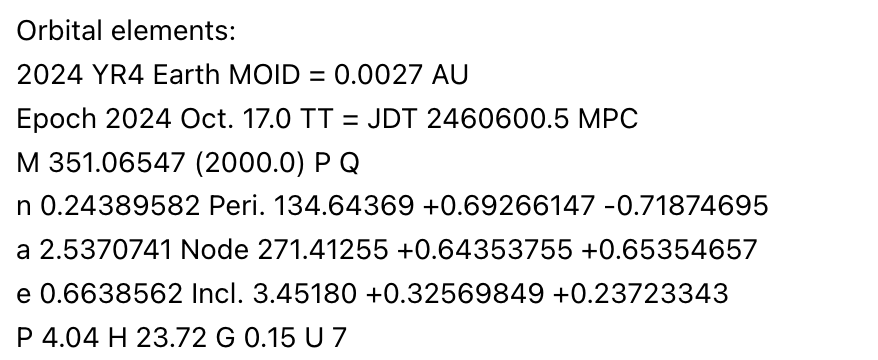 Orbital elements:
2024 YR4 Earth MOID = 0.0027 AU
Epoch 2024 Oct. 17.0 TT = JDT 2460600.5 MPC
M 351.06547 (2000.0) P Q
n 0.24389582 Peri. 134.64369 +0.69266147 -0.71874695
a 2.5370741 Node 271.41255 +0.64353755 +0.65354657
e 0.6638562 Incl. 3.45180 +0.32569849 +0.23723343
P 4.04 H 23.72 G 0.15 U 7